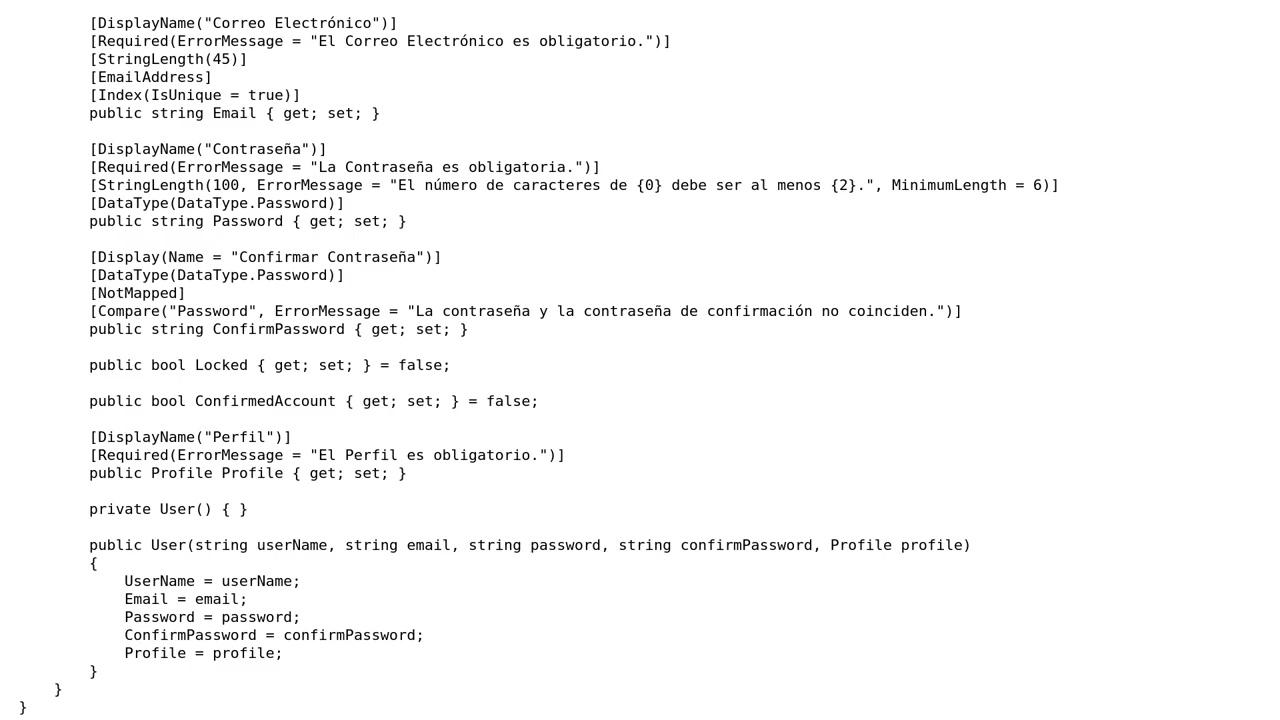 [DisplayName("Correo Electrónico")]
[Required(ErrorMessage = "El Correo Electrónico es obligatorio.")]
[StringLength(45)]
[EmailAddress]
[Index(IsUnique = true)]
public string Email { get; set; }

[DisplayName("Contraseña")]
[Required(ErrorMessage = "La Contraseña es obligatoria.")]
[StringLength(100, ErrorMessage = "El número de caracteres de {0} debe ser al menos {2}.", MinimumLength = 6)]
[DataType(DataType.Password)]
public string Password { get; set; }

[Display(Name = "Confirmar Contraseña")]
[DataType(DataType.Password)]
[NotMapped]
[Compare("Password", ErrorMessage = "La contraseña y la contraseña de confirmación no coinciden.")]
public string ConfirmPassword { get; set; }

public bool Locked { get; set; } = false;

public bool ConfirmedAccount { get; set; } = false;

[DisplayName("Perfil")]
[Required(ErrorMessage = "El Perfil es obligatorio.")]
public Profile Profile { get; set; }

private User() { }

public User(string userName, string email, string password, string confirmPassword, Profile profile)
{
    UserName = userName;
    Email = email;
    Password = password;
    ConfirmPassword = confirmPassword;
    Profile = profile;
}
}
}